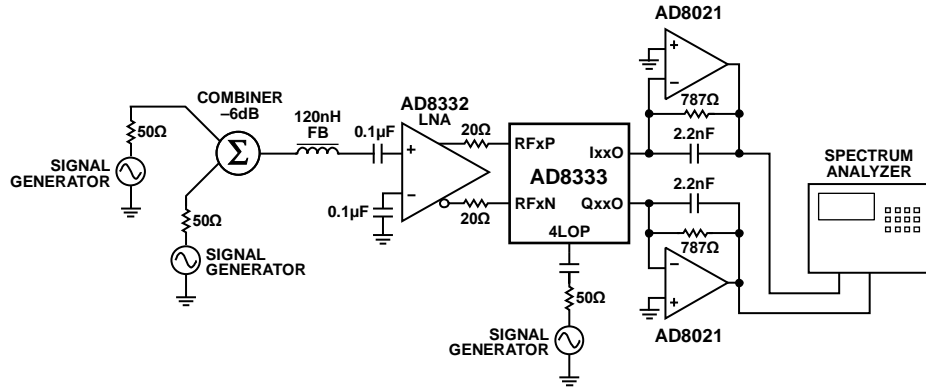 AD8021
COMBINER
–6dB
50Ω
SIGNAL
GENERATOR
Σ
50Ω
SIGNAL
GENERATOR
120nH
FB
0.1µF
AD8332
LNA
+
–
0.1µF
20Ω
20Ω
RFxP
IxxO
AD8333
RFxN
QxxO
4LOP
50Ω
SIGNAL
GENERATOR
+
–
787Ω
2.2nF
2.2nF
787Ω
–
+
AD8021
SPECTRUM
ANALYZER